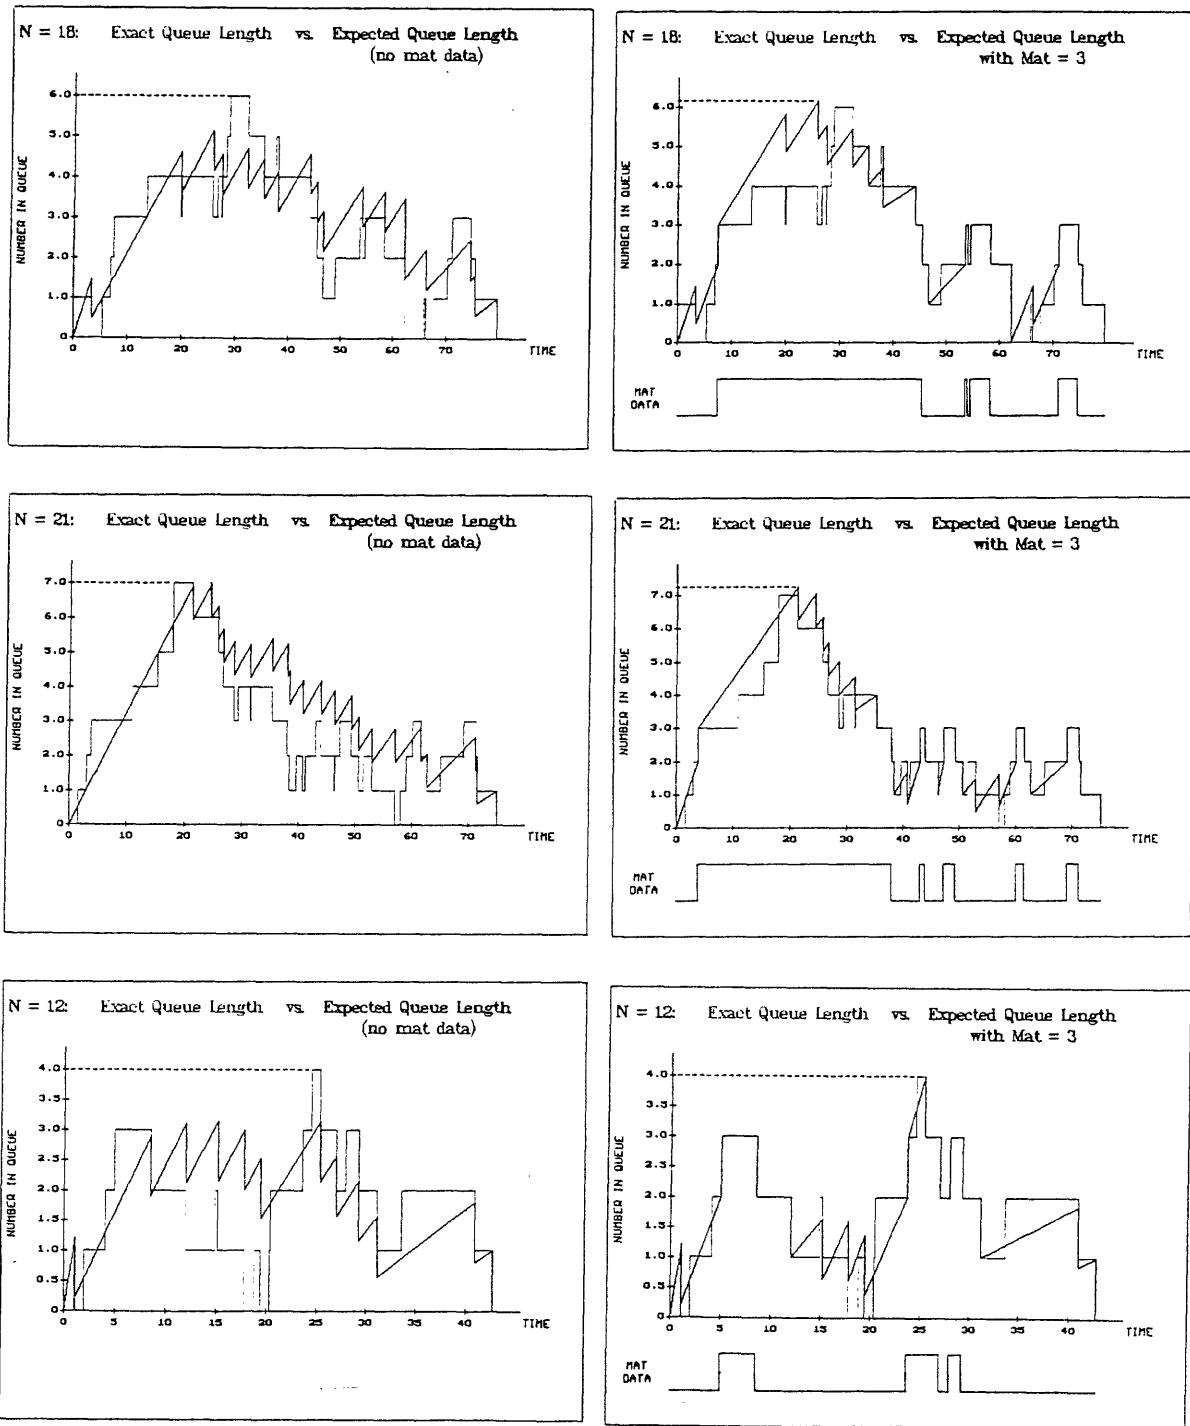 N = 18: Exact Queue Length vs. Expected Queue Length
(no mat data)
NUMBER IN QUEUE
6.0
5.0
4.0
3.0
2.0
1.0
0
0 10 20 30 40 50 60 70 TIME
N = 18: Exact Queue Length vs. Expected Queue Length
with Mat = 3
NUMBER IN QUEUE
6.0
5.0
4.0
3.0
2.0
1.0
0
0 10 20 30 40 50 60 70 TIME
MAT
DATA
N = 21: Exact Queue Length vs. Expected Queue Length
(no mat data)
NUMBER IN QUEUE
7.0
6.0
5.0
4.0
3.0
2.0
1.0
0
0 10 20 30 40 50 60 70 TIME
N = 21: Exact Queue Length vs. Expected Queue Length
with Mat = 3
NUMBER IN QUEUE
7.0
6.0
5.0
4.0
3.0
2.0
1.0
0
0 10 20 30 40 50 60 70 TIME
MAT
DATA
N = 12: Exact Queue Length vs. Expected Queue Length
(no mat data)
NUMBER IN QUEUE
4.0
3.5
3.0
2.5
2.0
1.5
1.0
0.5
0
0 5 10 15 20 25 30 35 40 TIME
N = 12: Exact Queue Length vs. Expected Queue Length
with Mat = 3
NUMBER IN QUEUE
4.0
3.5
3.0
2.5
2.0
1.5
1.0
0.5
0
0 5 10 15 20 25 30 35 40 TIME
MAT
DATA